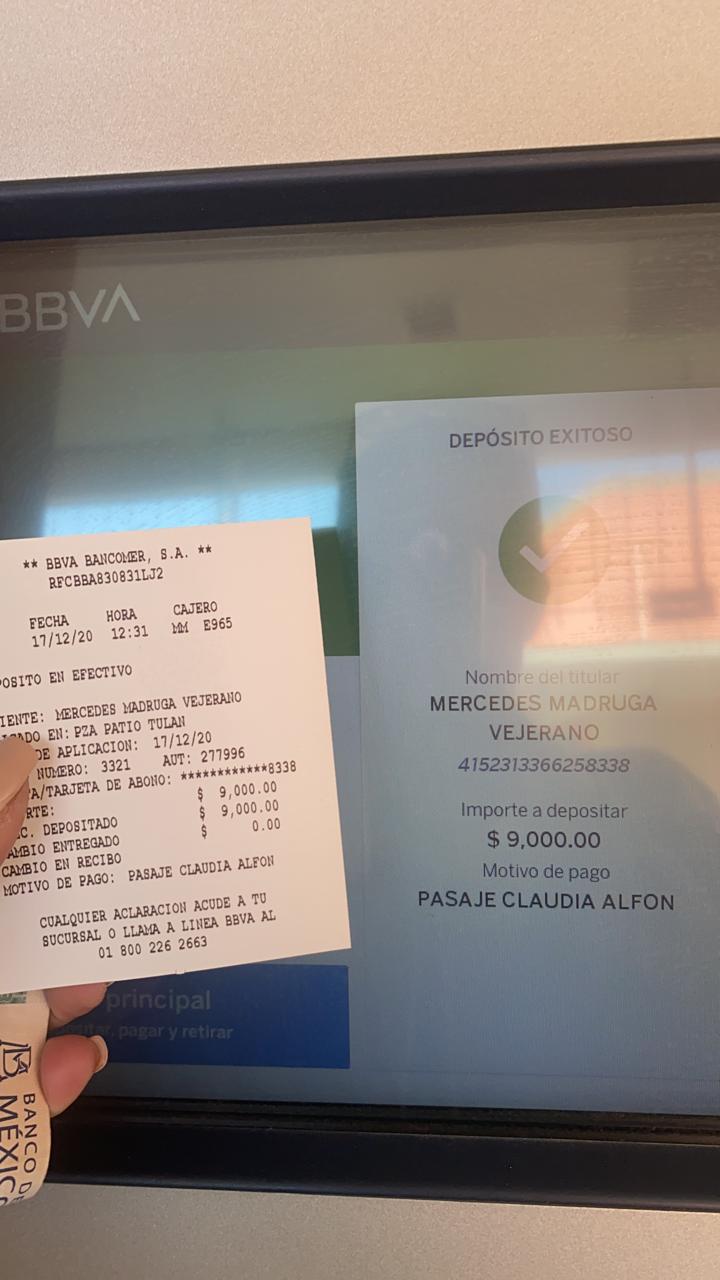 BBVA
DEPÓSITO EXITOSO
Nombre del titular
MERCEDES MADRUGA
VEJERANO
4152313366258338
Importe a depositar
$ 9,000.00
Motivo de pago
PASAJE CLAUDIA ALFON
** BBVA BANCOMER, S.A. **
RFCBBA830831LJ2
FECHA HORA CAJERO
17/12/20 12:31 MM E965
POSITO EN EFECTIVO
IENTE: MERCEDES MADRUGA VEJERANO
ADO EN: PZA PATIO TULAN
DE APLICACION: 17/12/20
NUMERO: 3321 AUT: 277996
A/TARJETA DE ABONO: ************8338
RTE: $ 9,000.00
C. DEPOSITADO $ 9,000.00
AMBIO ENTREGADO $ 0.00
CAMBIO EN RECIBO
MOTIVO DE PAGO: PASAJE CLAUDIA ALFON
CUALQUIER ACLARACION ACUDE A TU
SUCURSAL O LLAMA A LINEA BBVA AL
01 800 226 2663
principal
pagar y retirar
BANCO DE
MÉXICO